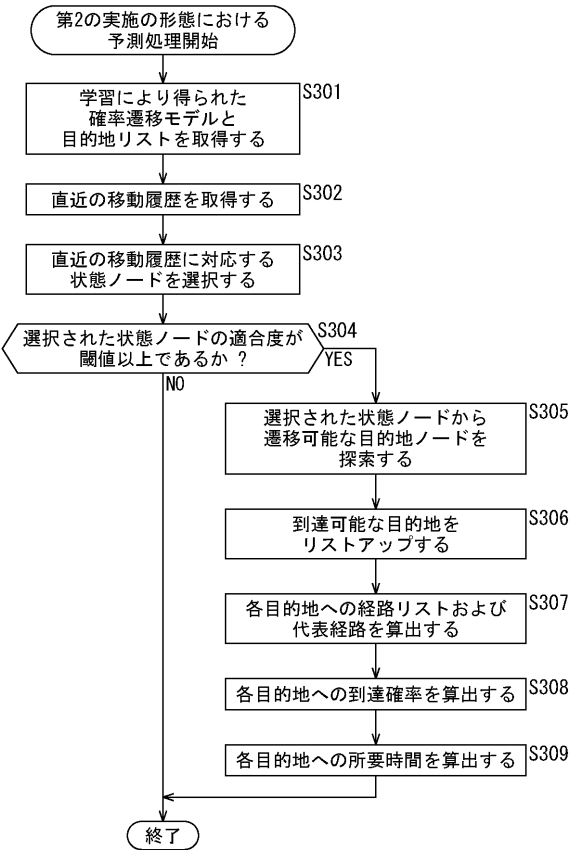 第2の実施の形態における
予測処理開始
S301
学習により得られた
確率遷移モデルと
目的地リストを取得する
S302
直近の移動履歴を取得する
S303
直近の移動履歴に対応する
状態ノードを選択する
S304
選択された状態ノードの適合度が
閾値以上であるか ?
YES
NO
S305
選択された状態ノードから
遷移可能な目的地ノードを
探索する
S306
到達可能な目的地を
リストアップする
S307
各目的地への経路リストおよび
代表経路を算出する
S308
各目的地への到達確率を算出する
S309
各目的地への所要時間を算出する
終了